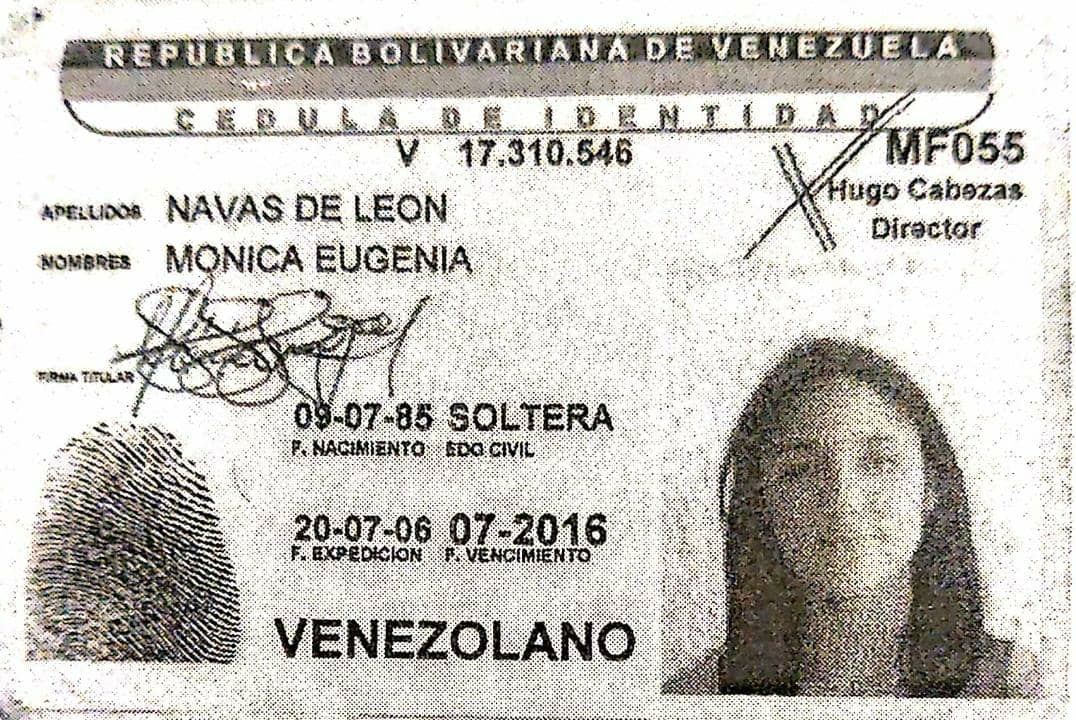 REPUBLICA BOLIVARIANA DE VENEZUELA
CEDULA DE IDENTIDAD
V 17.310.546
MF055
Hugo Cabezas
Director
APELLIDOS NAVAS DE LEON
NOMBRES MONICA EUGENIA
FIRMA TITULAR
09-07-85 SOLTERA
F. NACIMIENTO EDO CIVIL
20-07-06 07-2016
F. EXPEDICION F. VENCIMIENTO
VENEZOLANO